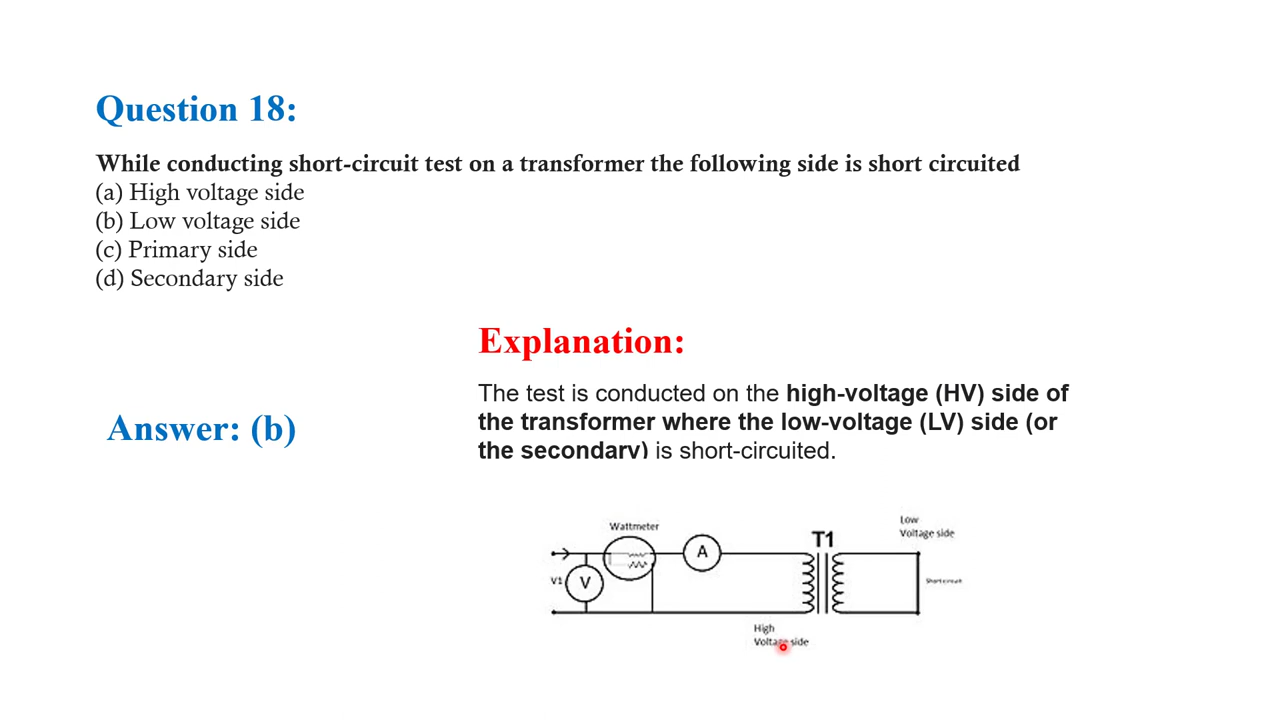 Question 18:
While conducting short-circuit test on a transformer the following side is short circuited
(a) High voltage side
(b) Low voltage side
(c) Primary side
(d) Secondary side
Explanation:
The test is conducted on the high-voltage (HV) side of
the transformer where the low-voltage (LV) side (or
the secondary) is short-circuited.
Answer: (b)
Wattmeter
Low
Voltage side
T1
A
V1
V
Short circuit
High
Voltage side